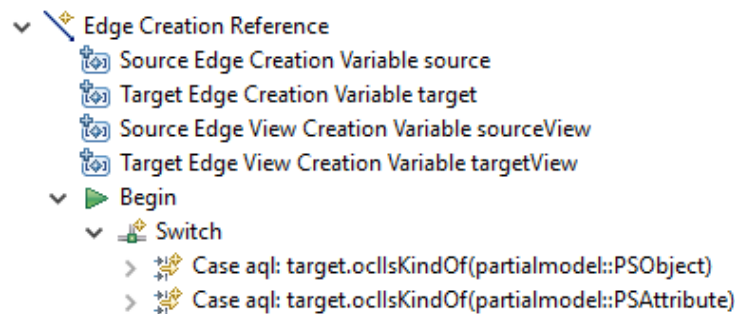 Edge Creation Reference
Source Edge Creation Variable source
Target Edge Creation Variable target
Source Edge View Creation Variable sourceView
Target Edge View Creation Variable targetView
Begin
Switch
Case aql: target.oclIsKindOf(partialmodel::PSObject)
Case aql: target.oclIsKindOf(partialmodel::PSAttribute)